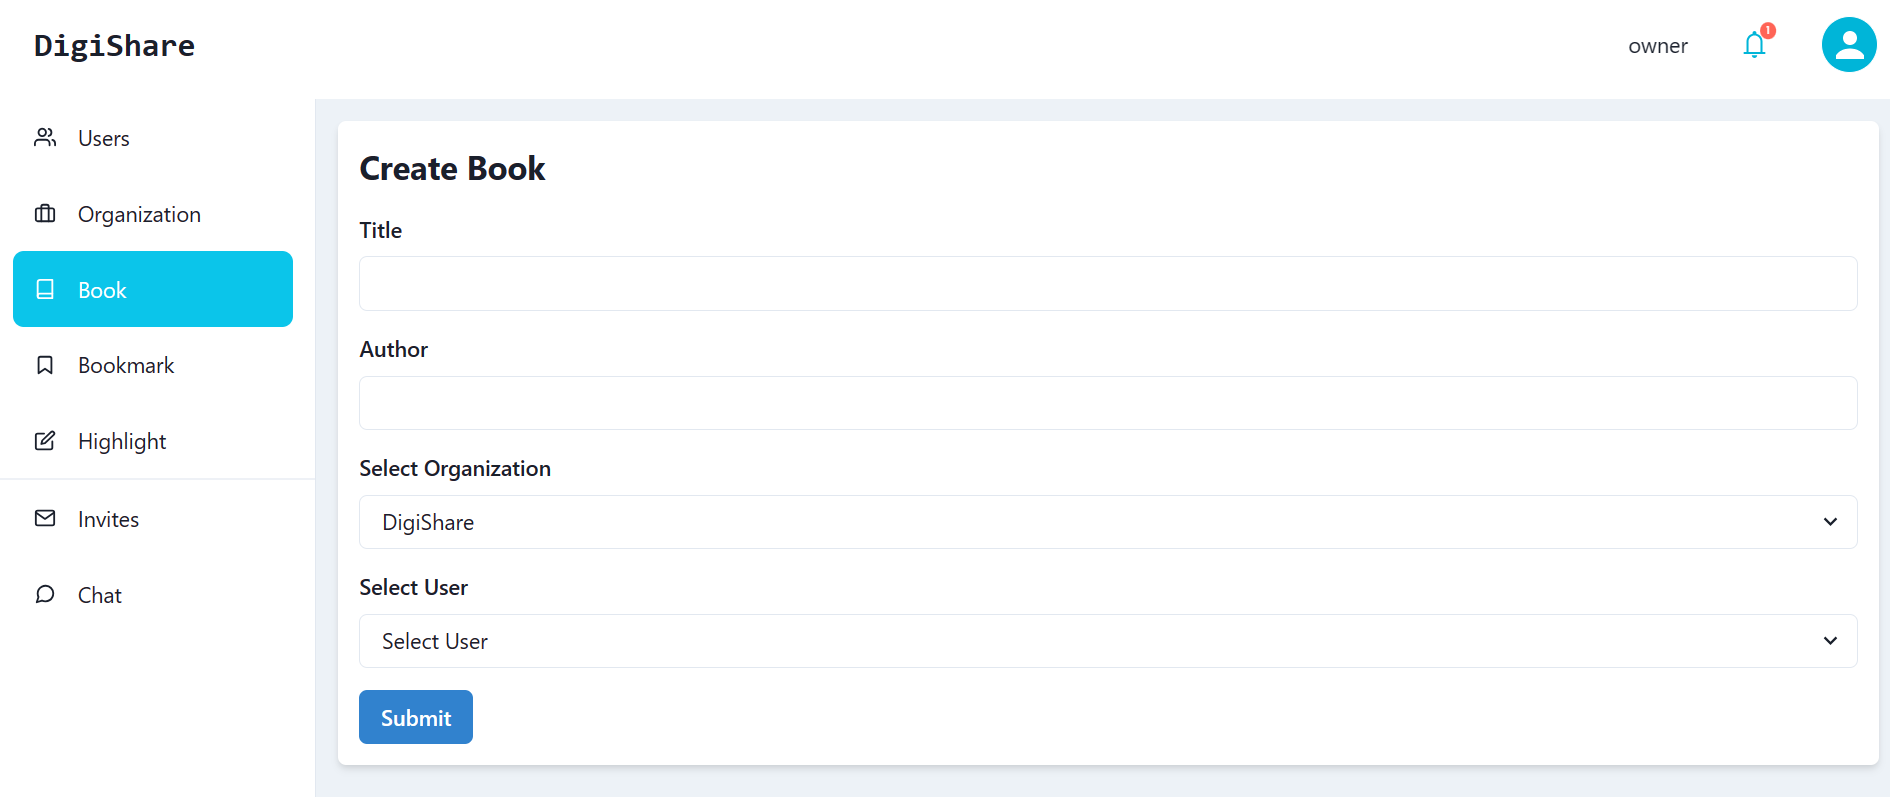 DigiShare
owner
1
Users
Organization
Book
Bookmark
Highlight
Invites
Chat
Create Book
Title
Author
Select Organization
DigiShare
Select User
Select User
Submit